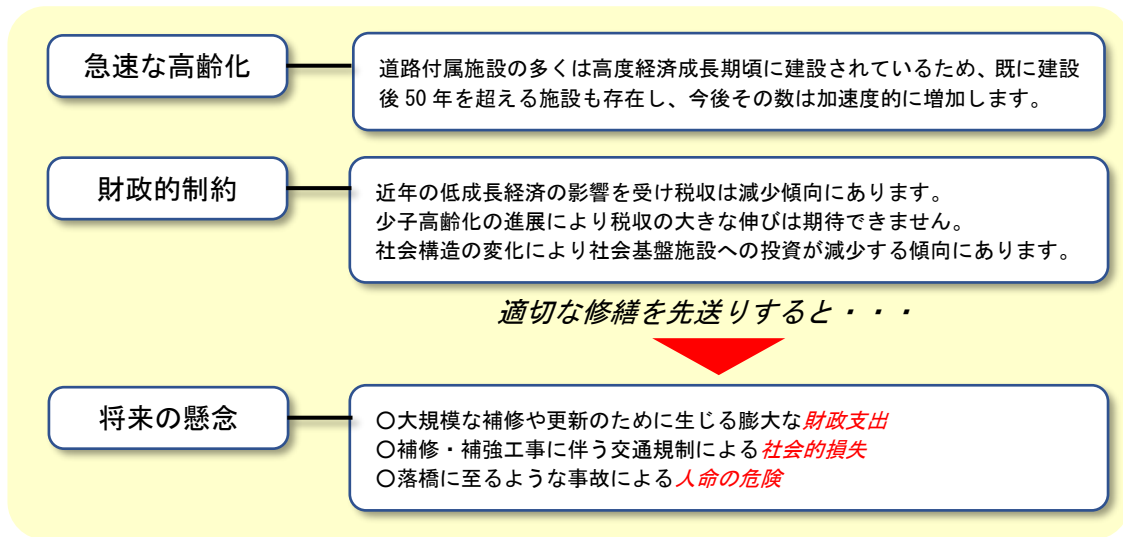 急速な高齢化
道路付属施設の多くは高度経済成長期頃に建設されているため、既に建設
後50年を超える施設も存在し、今後その数は加速度的に増加します。
財政的制約
近年の低成長経済の影響を受け税収は減少傾向にあります。
少子高齢化の進展により税収の大きな伸びは期待できません。
社会構造の変化により社会基盤施設への投資が減少する傾向にあります。
適切な修繕を先送りすると・・・
将来の懸念
〇大規模な補修や更新のために生じる膨大な財政支出
〇補修・補強工事に伴う交通規制による社会的損失
〇落橋に至るような事故による人命の危険